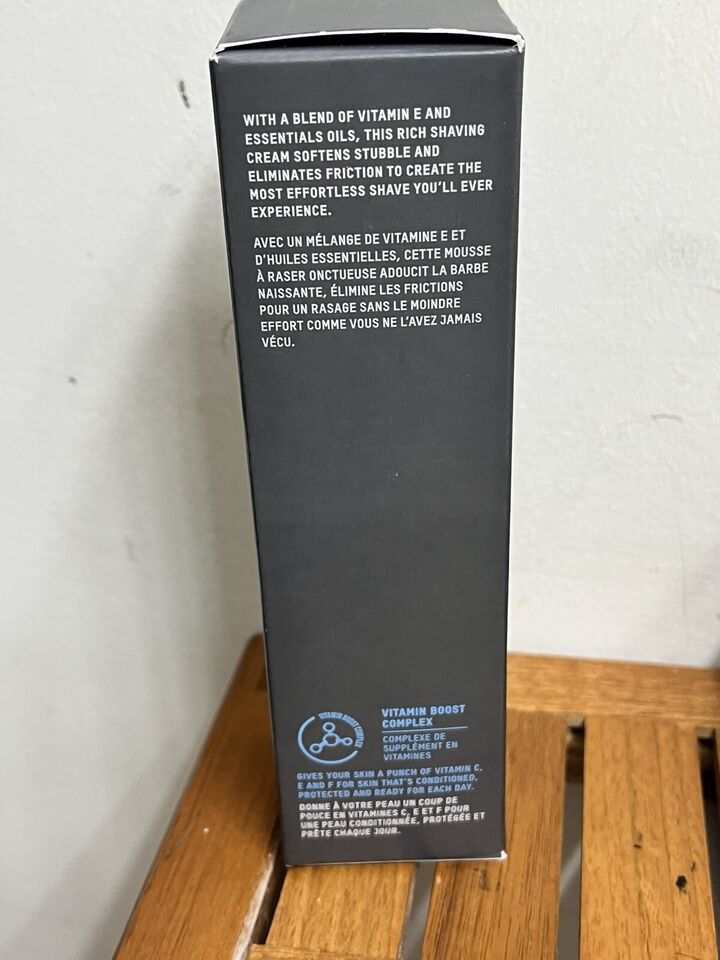 WITH A BLEND OF VITAMIN E AND
ESSENTIALS OILS, THIS RICH SHAVING
CREAM SOFTENS STUBBLE AND
ELIMINATES FRICTION TO CREATE THE
MOST EFFORTLESS SHAVE YOU'LL EVER
EXPERIENCE.
AVEC UN MÉLANGE DE VITAMINE E ET
D'HUILES ESSENTIELLES, CETTE MOUSSE
À RASER ONCTUEUSE ADOUCIT LA BARBE
NAISSANTE, ÉLIMINE LES FRICTIONS
POUR UN RASAGE SANS LE MOINDRE
EFFORT COMME VOUS NE L'AVEZ JAMAIS
VÉCU.
VITAMIN BOOST COMPLEX
VITAMIN BOOST
COMPLEX
COMPLEXE DE
SUPPLÉMENT EN
VITAMINES
GIVES YOUR SKIN A PUNCH OF VITAMIN C,
E AND F FOR SKIN THAT'S CONDITIONED,
PROTECTED AND READY FOR EACH DAY.
DONNE À VOTRE PEAU UN COUP DE
POUCE EN VITAMINES C, E ET F POUR
UNE PEAU CONDITIONNÉE, PROTÉGÉE ET
PRÊTE CHAQUE JOUR.